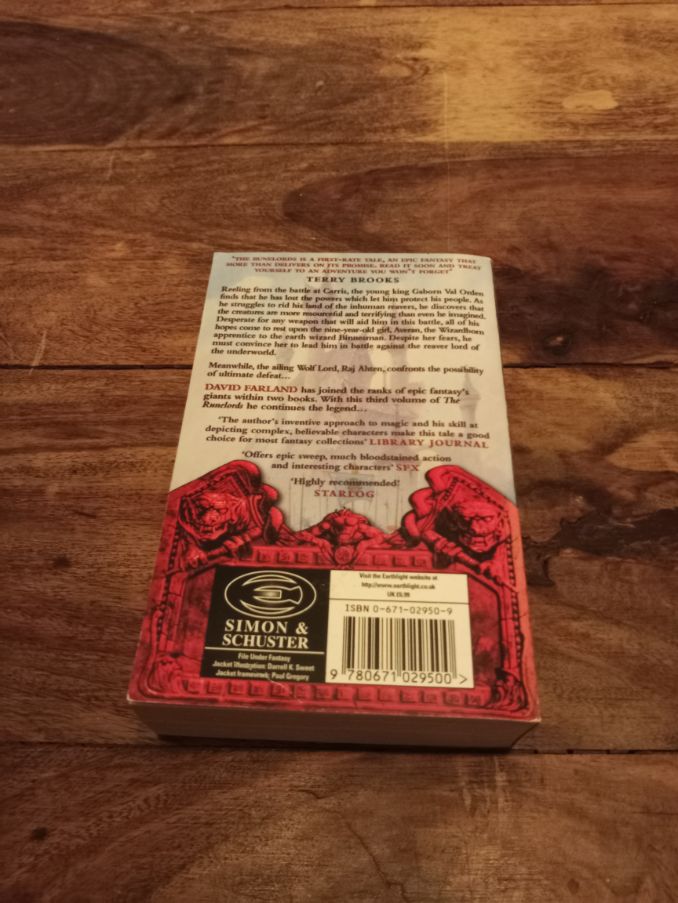 'THE RUNELORDS IS A FIRST-RATE TALE, AN EPIC FANTASY THAT
MORE THAN DELIVERS ON ITS PROMISE. READ IT SOON AND TREAT
YOURSELF TO AN ADVENTURE YOU WON'T FORGET'
TERRY BROOKS
Reeling from the battle at Carris, the young king Gaborn Val Orden
finds that he has lost the powers which let him protect his people. As
he struggles to rid his land of the inhuman reavers, he discovers that
the creatures are more resourceful and terrifying than even he imagined.
Desperate for any weapon that will aid him in this battle, all of his
hopes come to rest upon the nine-year-old girl, Averan, the Wizardborn
apprentice to the earth wizard Binnesman. Despite her fears, he
must convince her to lead him in battle against the reaver lord of
the underworld.
Meanwhile, the ailing Wolf Lord, Raj Ahten, confronts the possibility
of ultimate defeat...
DAVID FARLAND has joined the ranks of epic fantasy's
giants within two books. With this third volume of The
Runelords he continues the legend...
'The author's inventive approach to magic and his skill at
depicting complex, believable characters make this tale a good
choice for most fantasy collections' LIBRARY JOURNAL
'Offers epic sweep, much bloodstained action
and interesting characters' SFX
'Highly recommended!
STARLOG
SIMON &
SCHUSTER
File Under Fantasy
Jacket Illustration: Darrell K. Sweet
Jacket framework: Paul Gregory
Visit the Earthlight website at
http://www.earthlight.co.uk
UK £6.99
ISBN 0-671-02950-9
9 780671 029500 >